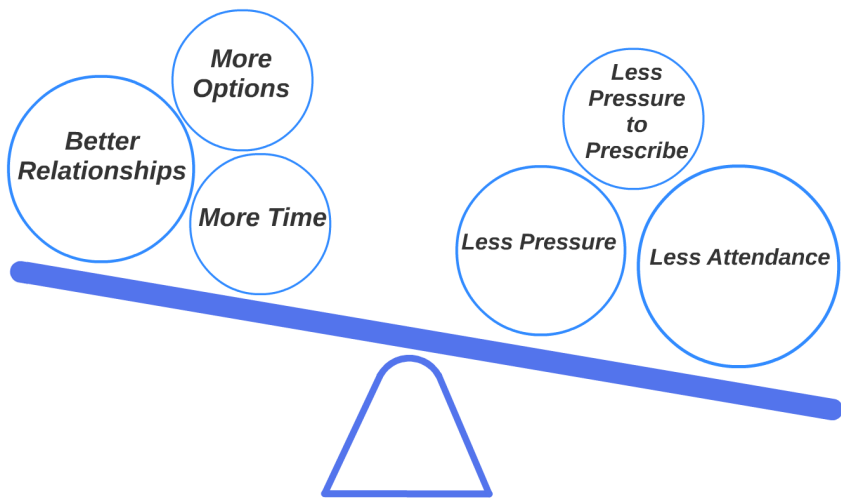 More
Options
Better
Relationships
More Time
Less
Pressure
to
Prescribe
Less Pressure
Less Attendance